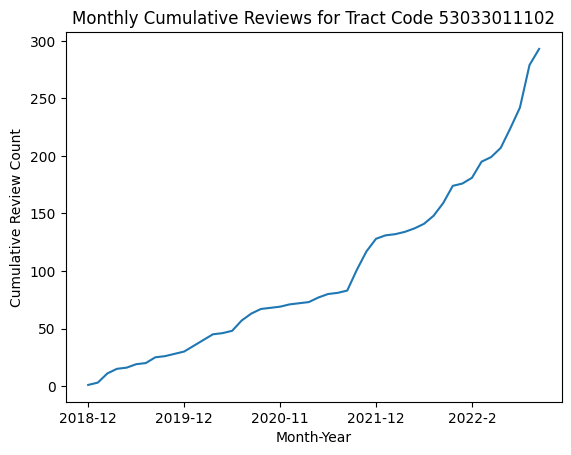 Monthly Cumulative Reviews for Tract Code 53033011102
300
250
200
150
100
50
0
Cumulative Review Count
2018-12 2019-12 2020-11 2021-12 2022-2
Month-Year